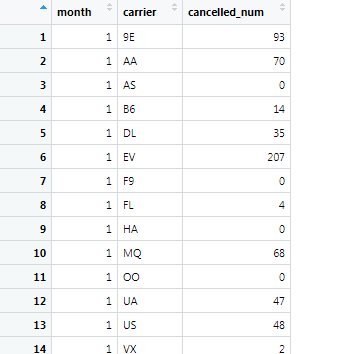 month carrier cancelled_num
1 1 9E 93
2 1 AA 70
3 1 AS 0
4 1 B6 14
5 1 DL 35
6 1 EV 207
7 1 F9 0
8 1 FL 4
9 1 HA 0
10 1 MQ 68
11 1 OO 0
12 1 UA 47
13 1 US 48
14 1 VX 2